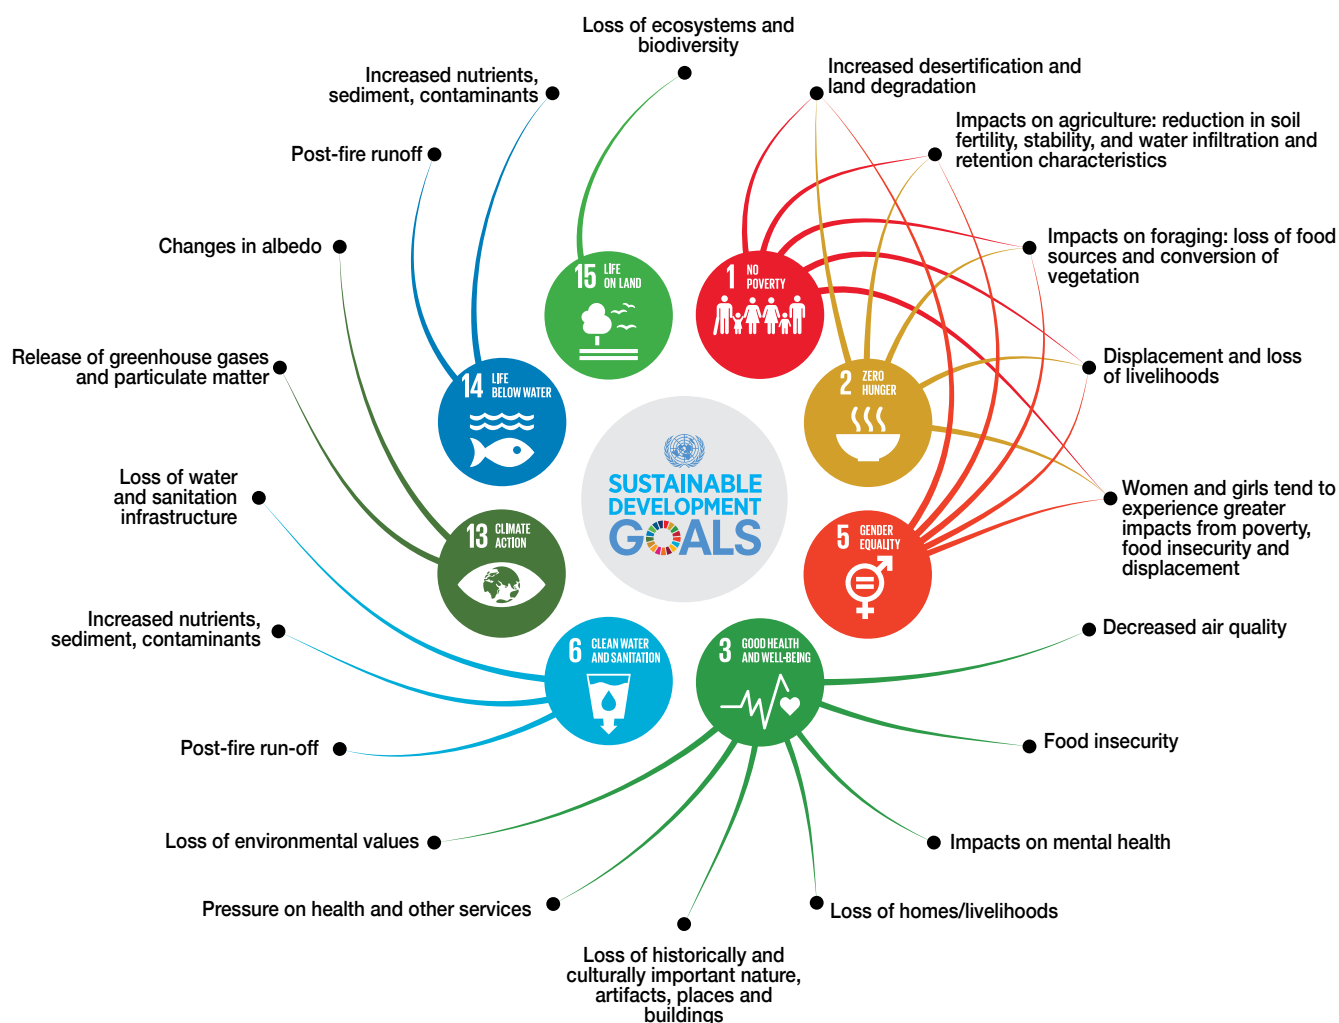 Loss of ecosystems and
biodiversity
Increased nutrients,
sediment, contaminants
Increased desertification and
land degradation
Post-fire runoff
Impacts on agriculture: reduction in soil
fertility, stability, and water infiltration and
retention characteristics
Changes in albedo
Impacts on foraging: loss of food
sources and conversion of
vegetation
15 LIFE
ON LAND
1 NO
POVERTY
Release of greenhouse gases
and particulate matter
14 LIFE
BELOW WATER
2 ZERO
HUNGER
Displacement and loss
of livelihoods
SUSTAINABLE
DEVELOPMENT
GOALS
Loss of water
and sanitation
infrastructure
Women and girls tend to
experience greater
impacts from poverty,
food insecurity and
displacement
13 CLIMATE
ACTION
5 GENDER
EQUALITY
Increased nutrients,
sediment, contaminants
6 CLEAN WATER
AND SANITATION
3 GOOD HEALTH
AND WELL-BEING
Decreased air quality
Post-fire run-off
Food insecurity
Loss of environmental values
Impacts on mental health
Pressure on health and other services
Loss of homes/livelihoods
Loss of historically and
culturally important nature,
artifacts, places and
buildings